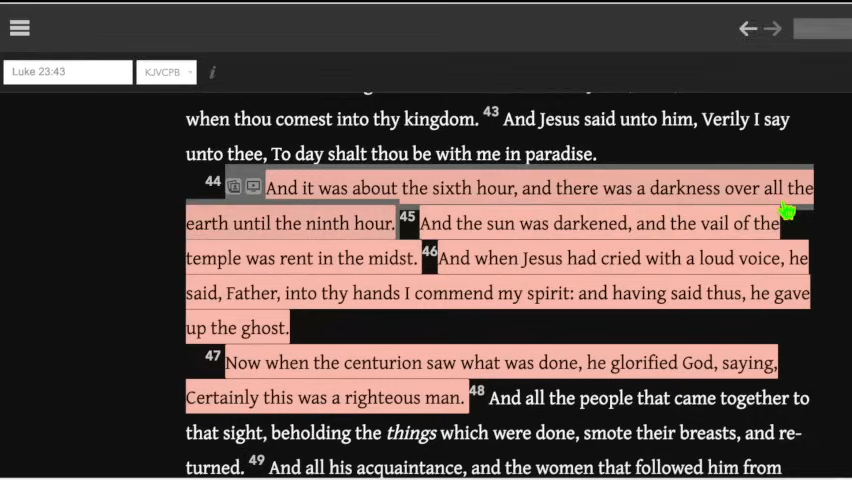 Luke 23:43
KJVCPB
i
when thou comest into thy kingdom. 43 And Jesus said unto him, Verily I say
unto thee, To day shalt thou be with me in paradise.
44 And it was about the sixth hour, and there was a darkness over all the
earth until the ninth hour. 45 And the sun was darkened, and the vail of the
temple was rent in the midst. 46 And when Jesus had cried with a loud voice, he
said, Father, into thy hands I commend my spirit: and having said thus, he gave
up the ghost.
47 Now when the centurion saw what was done, he glorified God, saying,
Certainly this was a righteous man. 48 And all the people that came together to
that sight, beholding the things which were done, smote their breasts, and re-
turned. 49 And all his acquaintance, and the women that followed him from